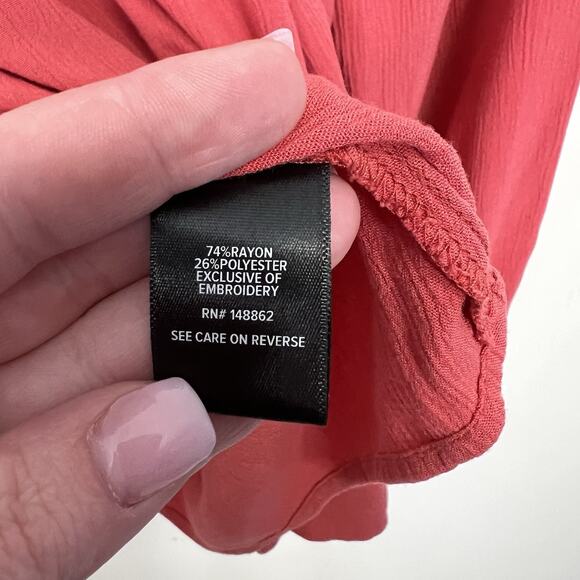 74%RAYON
26%POLYESTER
EXCLUSIVE OF
EMBROIDERY
RN# 148862
SEE CARE ON REVERSE